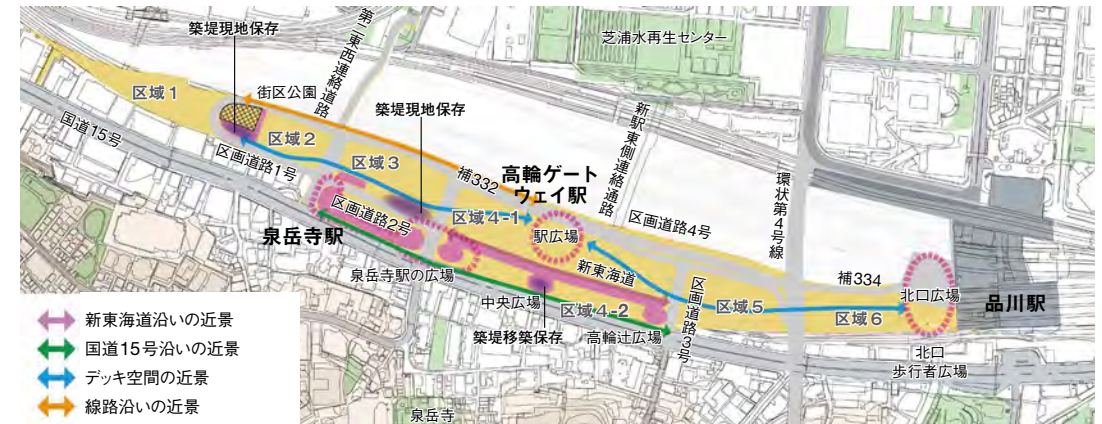 築堤現地保存
第二東西連絡道路
芝浦水再生センター
区域1
街区公園
築堤現地保存
国道15号
区域2
区画道路1号
区域3
補332
高輪ゲート
ウェイ駅
新駅東側連絡通路
環状第4号線
区画道路2号
区域4-1
駅広場
区画道路4号
泉岳寺駅
泉岳寺駅の広場
新東海道
中央広場
区域4-2
区画道路3号
区域5
補334
北口広場
品川駅
区域6
築堤移築保存
高輪辻広場
北口
歩行者広場
泉岳寺
新東海道沿いの近景
国道15号沿いの近景
デッキ空間の近景
線路沿いの近景